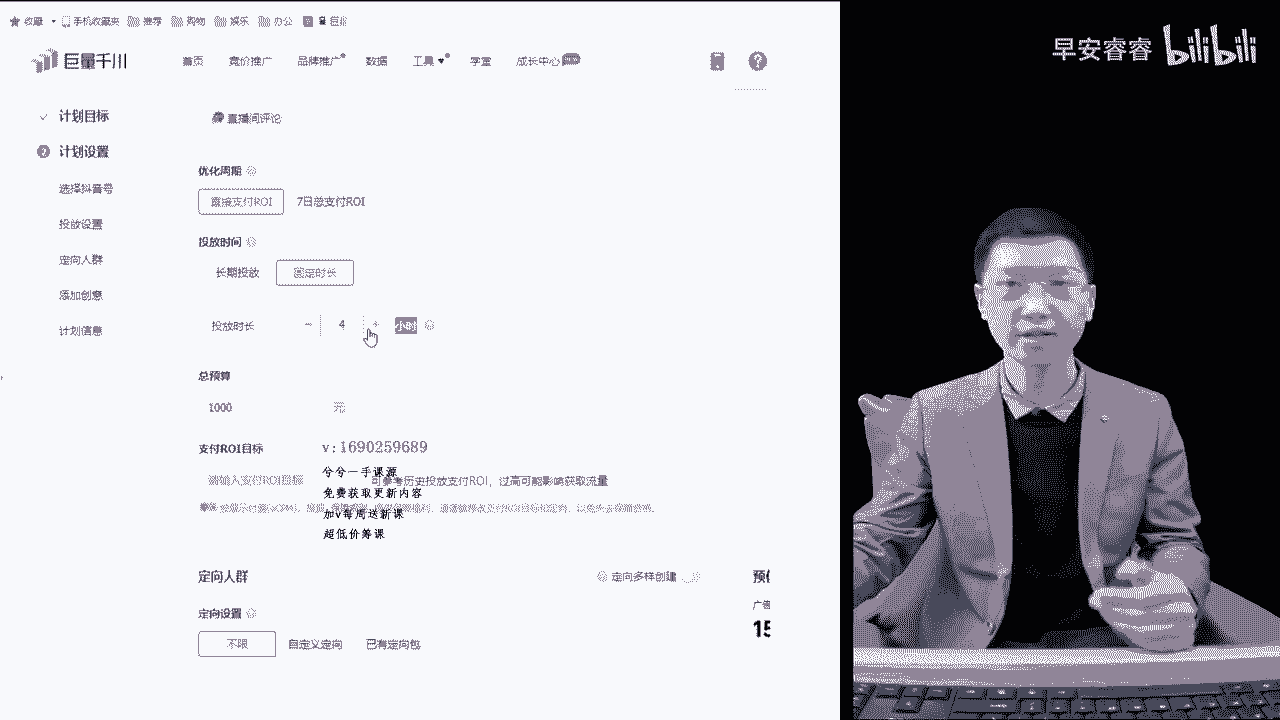 收藏 手机收藏夹 推荐 购物 娱乐 办公 巨量
巨量千川 首页 竞价推广 品牌推广 数据 工具 学堂 成长中心
早安睿睿 bilibili
计划目标
直播间评论
计划设置
选择抖音号
投放设置
定向人群
添加创意
计划信息
优化周期
直接支付ROI 7日总支付ROI
投放时间
长期投放 固定时长
投放时长 4 小时
总预算
1000 元
支付ROI目标
v:1690259689
兮兮一手课源
请输入支付ROI目标 可参考历史投放支付ROI，过高可能影响获取流量
免费获取更新内容
加v每周送新课
超低价筹课
定向人群 定向多样创建
定向设置
不限 自定义定向 已有定向包
广告
15